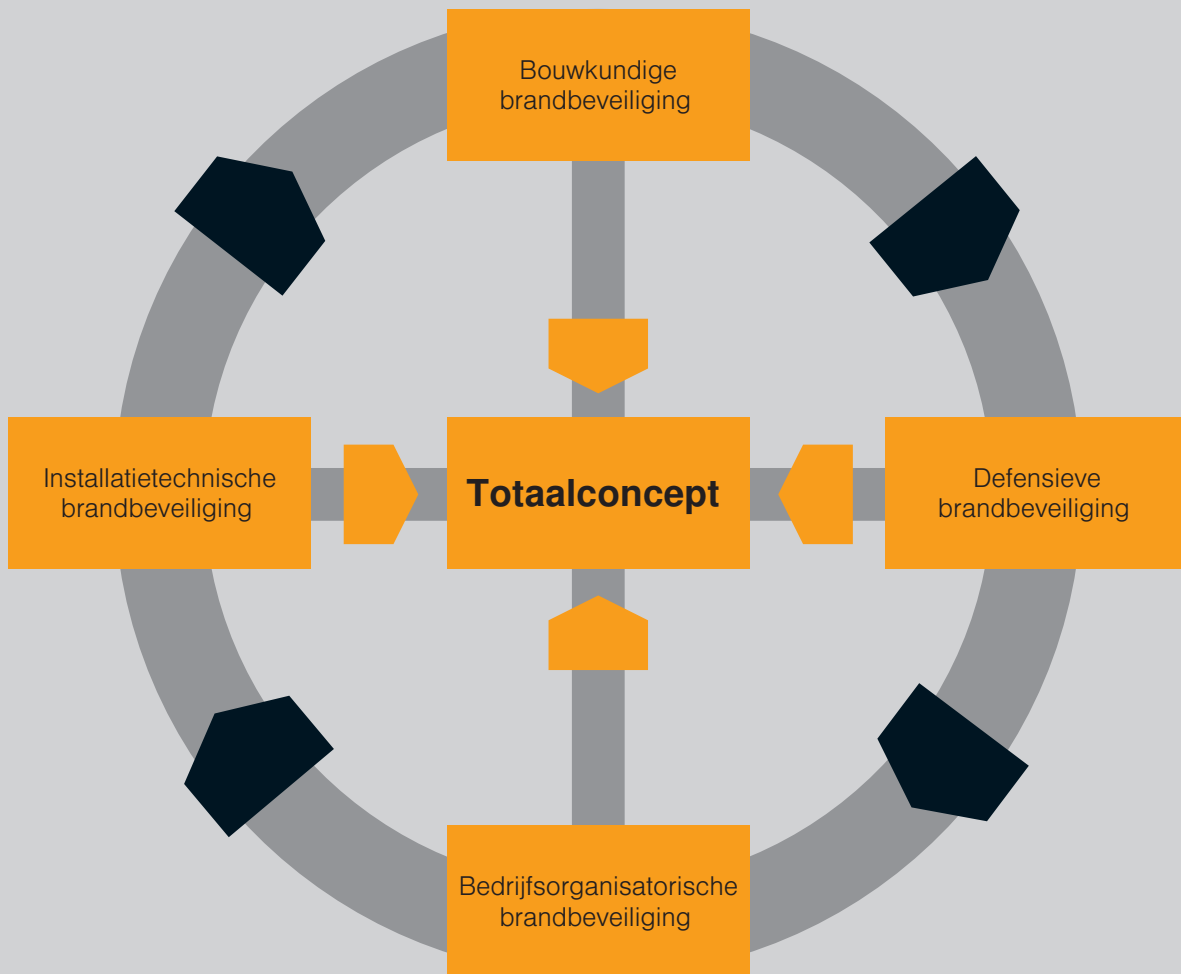 Bouwkundige
brandbeveiliging
Installatietechnische
brandbeveiliging
Totaalconcept
Defensieve
brandbeveiliging
Bedrijfsorganisatorische
brandbeveiliging